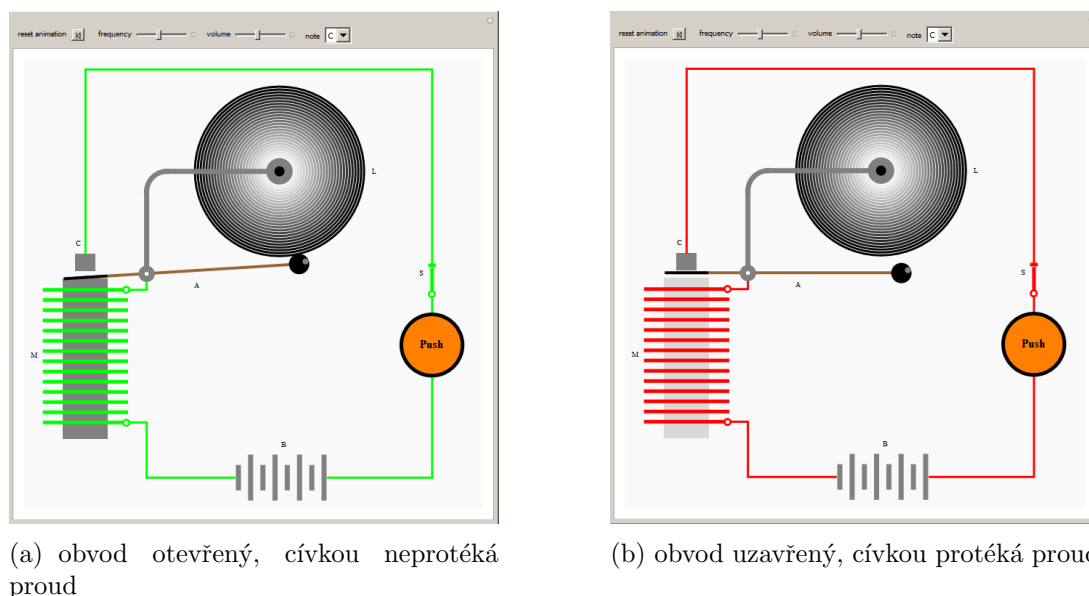 reset animation frequency volume note C
C
L
S
A
M
Push
B
(a) obvod otevřený, cívkou neprotéká
proud
reset animation frequency volume note C
C
L
S
A
M
Push
B
(b) obvod uzavřený, cívkou protéká proud